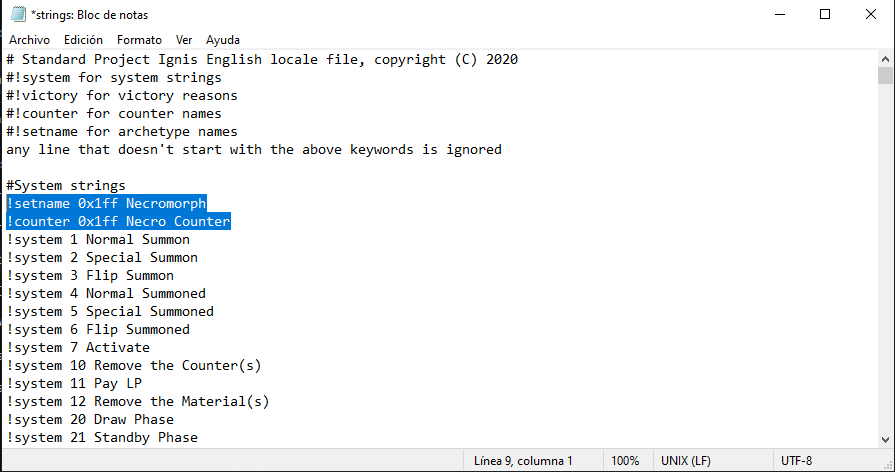 *strings: Bloc de notas
Archivo Edición Formato Ver Ayuda
# Standard Project Ignis English locale file, copyright (C) 2020
#!system for system strings
#!victory for victory reasons
#!counter for counter names
#!setname for archetype names
any line that doesn't start with the above keywords is ignored

#System strings
!setname 0x1ff Necromorph
!counter 0x1ff Necro Counter
!system 1 Normal Summon
!system 2 Special Summon
!system 3 Flip Summon
!system 4 Normal Summoned
!system 5 Special Summoned
!system 6 Flip Summoned
!system 7 Activate
!system 10 Remove the Counter(s)
!system 11 Pay LP
!system 12 Remove the Material(s)
!system 20 Draw Phase
!system 21 Standby Phase
Línea 9, columna 1 100% UNIX (LF) UTF-8